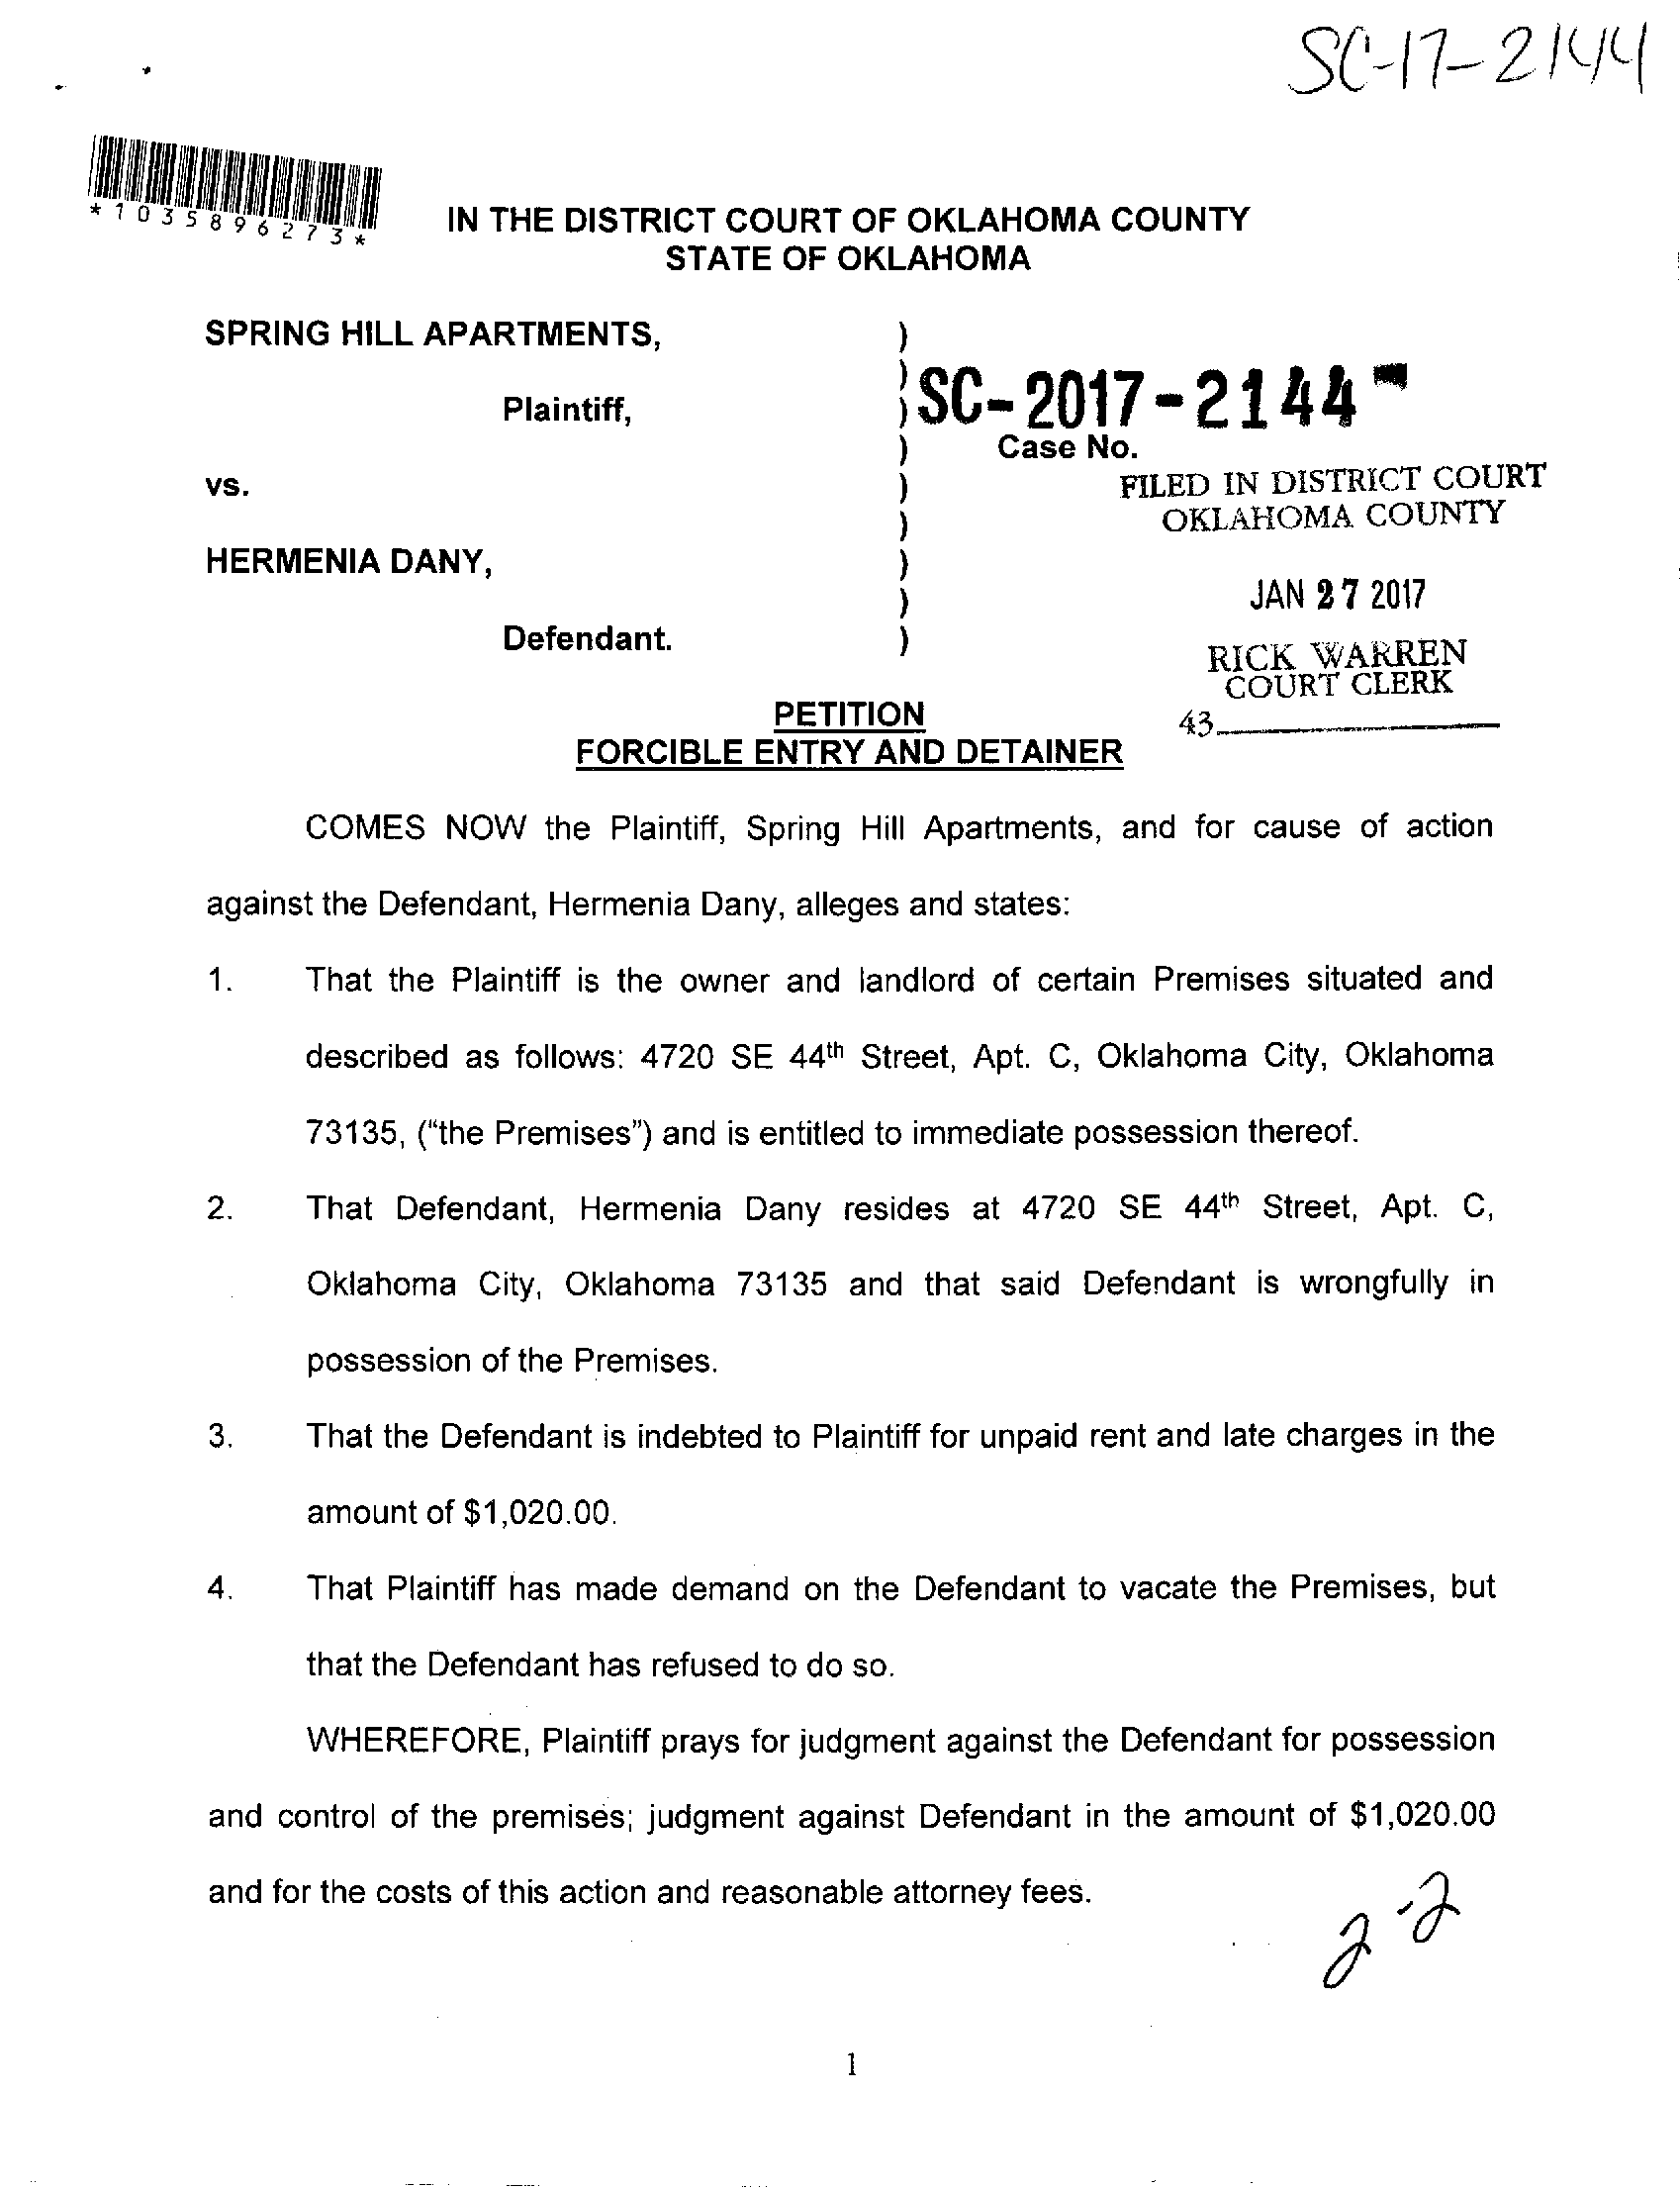 SC-17-2144
*1035896273*
IN THE DISTRICT COURT OF OKLAHOMA COUNTY
STATE OF OKLAHOMA
SPRING HILL APARTMENTS, )
)
Plaintiff, ) SC-2017-2144
) Case No.
vs. ) FILED IN DISTRICT COURT
) OKLAHOMA COUNTY
HERMENIA DANY, )
) JAN 27 2017
Defendant. )
RICK WARREN
COURT CLERK
43
PETITION
FORCIBLE ENTRY AND DETAINER
COMES NOW the Plaintiff, Spring Hill Apartments, and for cause of action
against the Defendant, Hermenia Dany, alleges and states:
1. That the Plaintiff is the owner and landlord of certain Premises situated and
described as follows: 4720 SE 44th Street, Apt. C, Oklahoma City, Oklahoma
73135, ("the Premises") and is entitled to immediate possession thereof.
2. That Defendant, Hermenia Dany resides at 4720 SE 44th Street, Apt. C,
Oklahoma City, Oklahoma 73135 and that said Defendant is wrongfully in
possession of the Premises.
3. That the Defendant is indebted to Plaintiff for unpaid rent and late charges in the
amount of $1,020.00.
4. That Plaintiff has made demand on the Defendant to vacate the Premises, but
that the Defendant has refused to do so.
WHEREFORE, Plaintiff prays for judgment against the Defendant for possession
and control of the premises; judgment against Defendant in the amount of $1,020.00
and for the costs of this action and reasonable attorney fees.
2-2
1